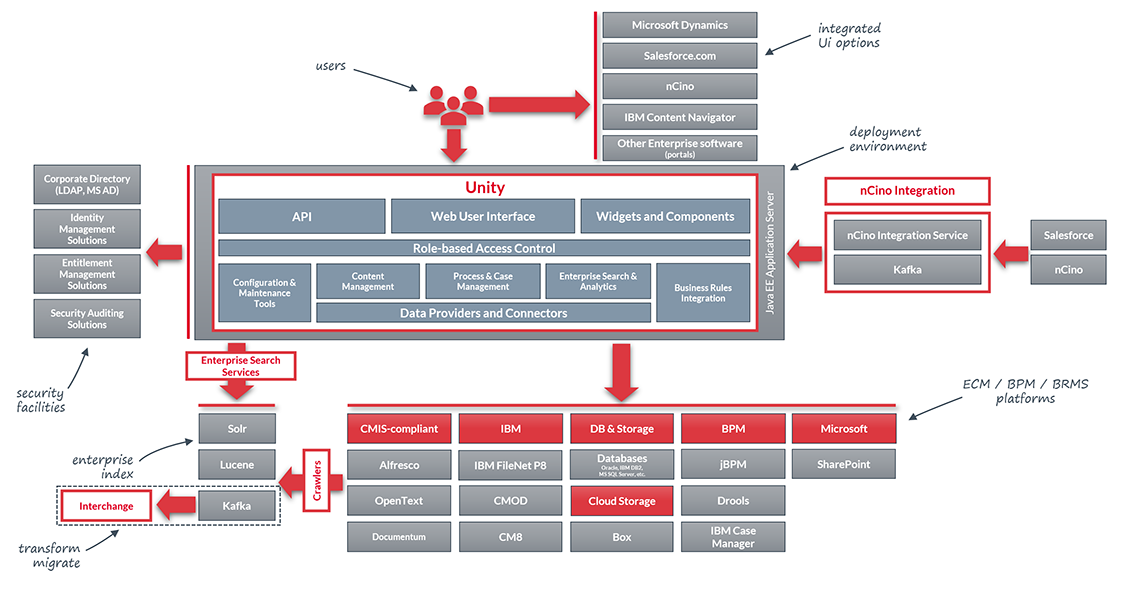 Microsoft Dynamics
Salesforce.com
nCino
IBM Content Navigator
Other Enterprise software
(portals)
integrated
Ui options
users
deployment
environment
Corporate Directory
(LDAP, MS AD)
Identity
Management
Solutions
Entitlement
Management
Solutions
Security Auditing
Solutions
security
facilities
Unity
API
Web User Interface
Widgets and Components
Role-based Access Control
Configuration &
Maintenance
Tools
Content
Management
Process & Case
Management
Enterprise Search &
Analytics
Business Rules
Integration
Data Providers and Connectors
Java EE Application Server
nCino Integration
nCino Integration Service
Kafka
Salesforce
nCino
Enterprise Search
Services
ECM / BPM / BRMS
platforms
Solr
Lucene
Kafka
enterprise
index
Interchange
transform
migrate
Crawlers
CMIS-compliant
IBM
DB & Storage
BPM
Microsoft
Alfresco
IBM FileNet P8
Databases
Oracle, IBM DB2,
MS SQL Server, etc.
jBPM
SharePoint
OpenText
CMOD
Cloud Storage
Drools
Documentum
CM8
Box
IBM Case
Manager